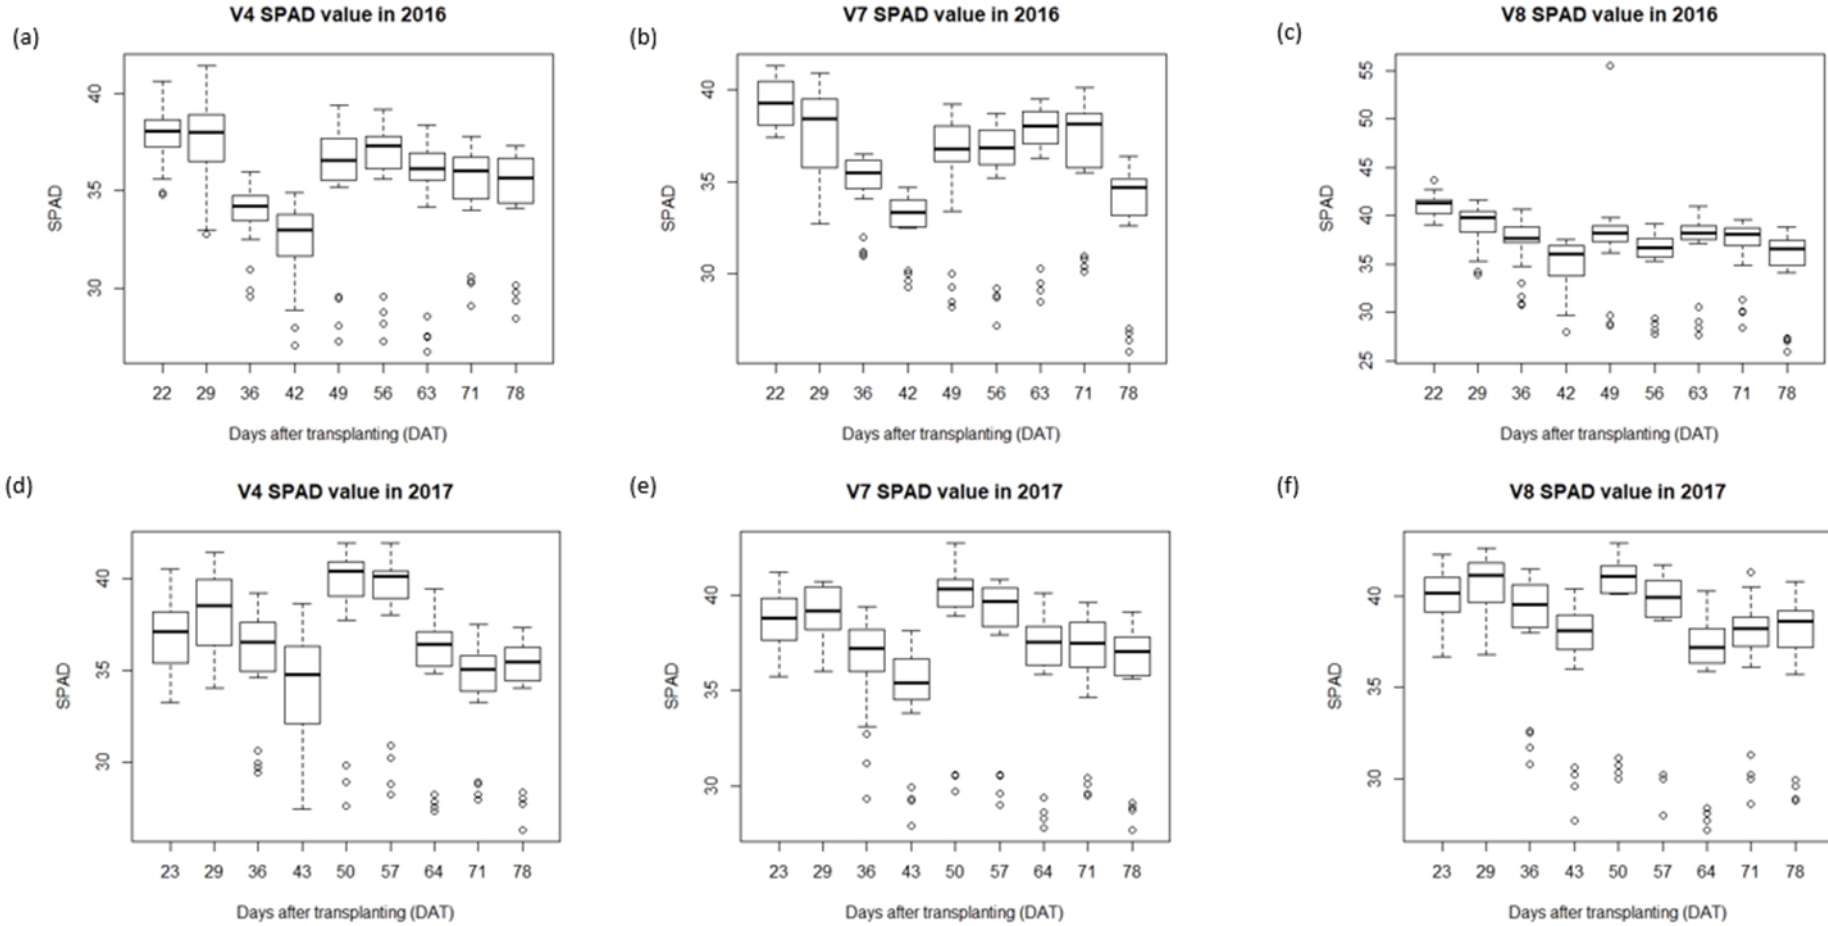 (a)
V4 SPAD value in 2016
SPAD
40
35
30
22 29 36 42 49 56 63 71 78
Days after transplanting (DAT)
(b)
V7 SPAD value in 2016
SPAD
40
35
30
22 29 36 42 49 56 63 71 78
Days after transplanting (DAT)
(c)
V8 SPAD value in 2016
SPAD
55
50
45
40
35
30
25
22 29 36 42 49 56 63 71 78
Days after transplanting (DAT)
(d)
V4 SPAD value in 2017
SPAD
40
35
30
23 29 36 43 50 57 64 71 78
Days after transplanting (DAT)
(e)
V7 SPAD value in 2017
SPAD
40
35
30
23 29 36 43 50 57 64 71 78
Days after transplanting (DAT)
(f)
V8 SPAD value in 2017
SPAD
40
35
30
23 29 36 43 50 57 64 71 78
Days after transplanting (DAT)